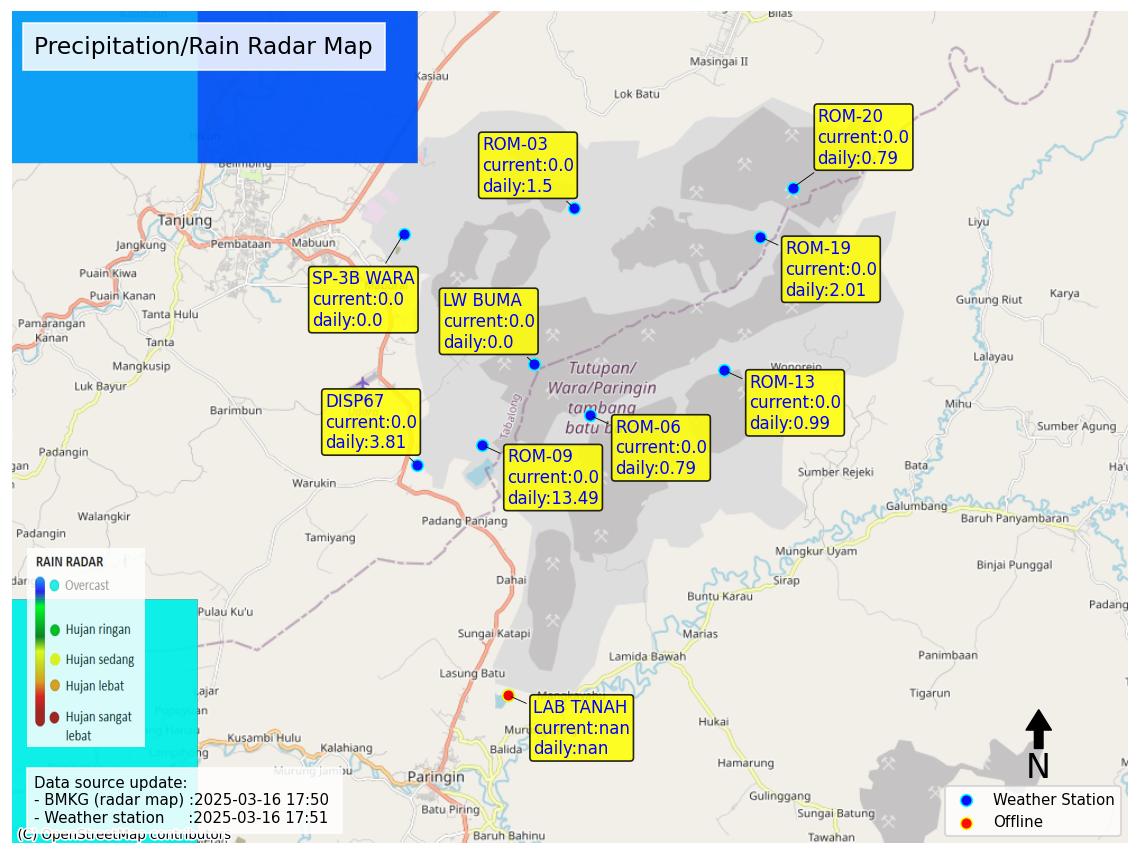 Precipitation/Rain Radar Map
Bilas
Masingai II
Kasiau
Lok Batu
ROM-20
current:0.0
daily:0.79
ROM-03
current:0.0
daily:1.5
Belimbing
Tanjung
Liyu
Jangkung
Pembataan
Mabuun
ROM-19
current:0.0
daily:2.01
Puain Kiwa
SP-3B WARA
current:0.0
daily:0.0
Puain Kanan
LW BUMA
current:0.0
daily:0.0
Gunung Riut
Karya
Tanta Hulu
Pamarangan
Kanan
Tanta
Lalayau
Mangkusip
Tutupan/
Wara/Paringin
tambang
batu b
Wonorejo
Luk Bayur
ROM-13
current:0.0
daily:0.99
DISP67
current:0.0
daily:3.81
Barimbun
Tabalong
Mihu
ROM-06
current:0.0
daily:0.79
Sumber Agung
Padangin
ROM-09
current:0.0
daily:13.49
Bata
Sumber Rejeki
Warukin
Galumbang
Walangkir
Padang Panjang
Baruh Panyambaran
Padangin
Tamiyang
Mungkur Uyam
Binjai Punggal
RAIN RADAR
Overcast
Hujan ringan
Hujan sedang
Hujan lebat
Hujan sangat
lebat
Dahai
Sirap
Buntu Karau
Padang
Pulau Ku'u
Sungai Katapi
Marias
Lamida Bawah
Panimbaan
Lasung Batu
Tigarun
LAB TANAH
current:nan
daily:nan
Hukai
Kusambi Hulu
Kalahiang
Balida
Murung Jambu
Paringin
Hamarung
N
Data source update:
- BMKG (radar map) :2025-03-16 17:50
- Weather station :2025-03-16 17:51
Gulinggang
Batu Piring
Sungai Batung
Weather Station
Offline
(C) OpenStreetMap contributors
Baruh Bahinu
Tawahan